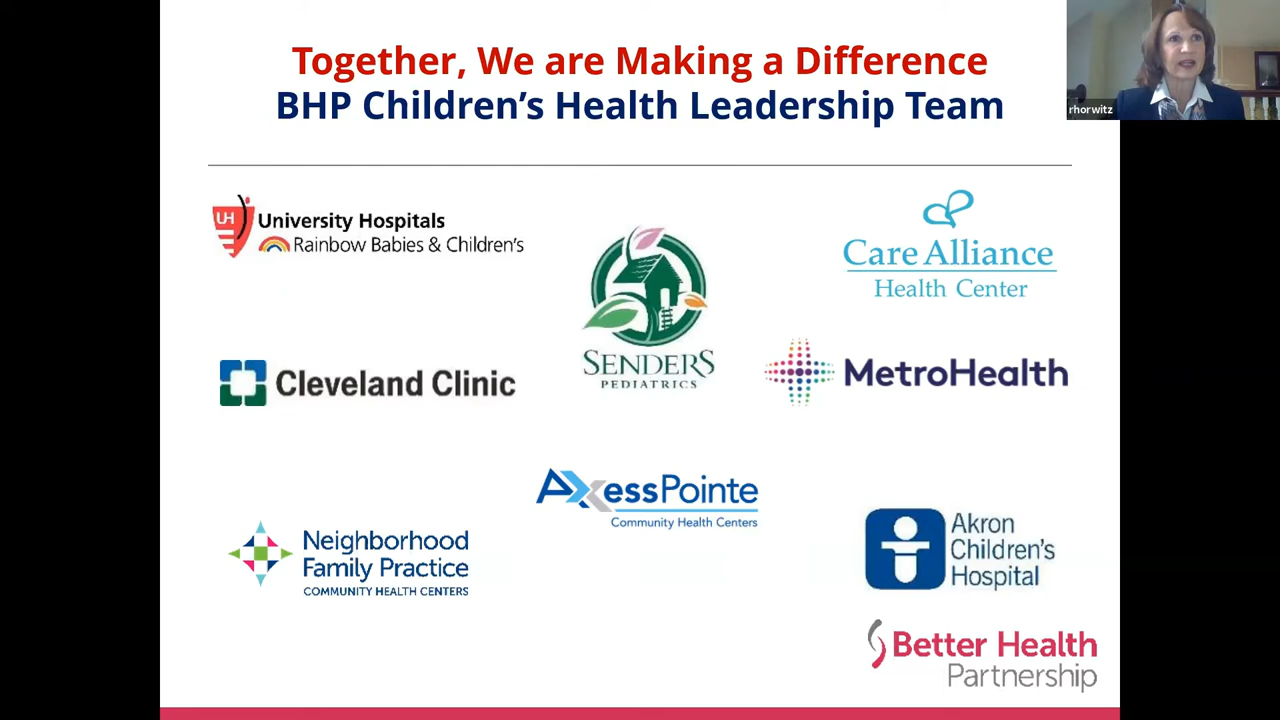 Together, We are Making a Difference
BHP Children's Health Leadership Team
rhorwitz
UH
University Hospitals
Rainbow Babies & Children's
SENDERS
PEDIATRICS
Care Alliance
Health Center
Cleveland Clinic
MetroHealth
AxessPointe
Community Health Centers
Neighborhood
Family Practice
COMMUNITY HEALTH CENTERS
Akron
Children's
Hospital
Better Health
Partnership